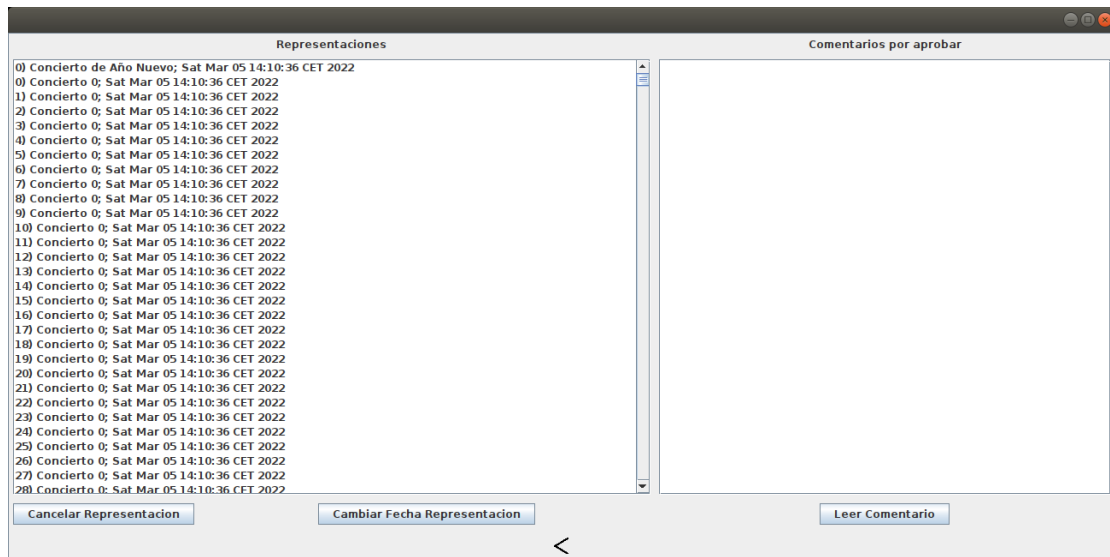 Representaciones
Comentarios por aprobar
0) Concierto de Año Nuevo; Sat Mar 05 14:10:36 CET 2022
0) Concierto 0; Sat Mar 05 14:10:36 CET 2022
1) Concierto 0; Sat Mar 05 14:10:36 CET 2022
2) Concierto 0; Sat Mar 05 14:10:36 CET 2022
3) Concierto 0; Sat Mar 05 14:10:36 CET 2022
4) Concierto 0; Sat Mar 05 14:10:36 CET 2022
5) Concierto 0; Sat Mar 05 14:10:36 CET 2022
6) Concierto 0; Sat Mar 05 14:10:36 CET 2022
7) Concierto 0; Sat Mar 05 14:10:36 CET 2022
8) Concierto 0; Sat Mar 05 14:10:36 CET 2022
9) Concierto 0; Sat Mar 05 14:10:36 CET 2022
10) Concierto 0; Sat Mar 05 14:10:36 CET 2022
11) Concierto 0; Sat Mar 05 14:10:36 CET 2022
12) Concierto 0; Sat Mar 05 14:10:36 CET 2022
13) Concierto 0; Sat Mar 05 14:10:36 CET 2022
14) Concierto 0; Sat Mar 05 14:10:36 CET 2022
15) Concierto 0; Sat Mar 05 14:10:36 CET 2022
16) Concierto 0; Sat Mar 05 14:10:36 CET 2022
17) Concierto 0; Sat Mar 05 14:10:36 CET 2022
18) Concierto 0; Sat Mar 05 14:10:36 CET 2022
19) Concierto 0; Sat Mar 05 14:10:36 CET 2022
20) Concierto 0; Sat Mar 05 14:10:36 CET 2022
21) Concierto 0; Sat Mar 05 14:10:36 CET 2022
22) Concierto 0; Sat Mar 05 14:10:36 CET 2022
23) Concierto 0; Sat Mar 05 14:10:36 CET 2022
24) Concierto 0; Sat Mar 05 14:10:36 CET 2022
25) Concierto 0; Sat Mar 05 14:10:36 CET 2022
26) Concierto 0; Sat Mar 05 14:10:36 CET 2022
27) Concierto 0; Sat Mar 05 14:10:36 CET 2022
28) Concierto 0; Sat Mar 05 14:10:36 CET 2022
Cancelar Representacion
Cambiar Fecha Representacion
Leer Comentario
<